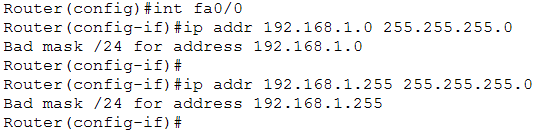 Router(config)#int fa0/0
Router(config-if)#ip addr 192.168.1.0 255.255.255.0
Bad mask /24 for address 192.168.1.0
Router(config-if)#
Router(config-if)#ip addr 192.168.1.255 255.255.255.0
Bad mask /24 for address 192.168.1.255
Router(config-if)#